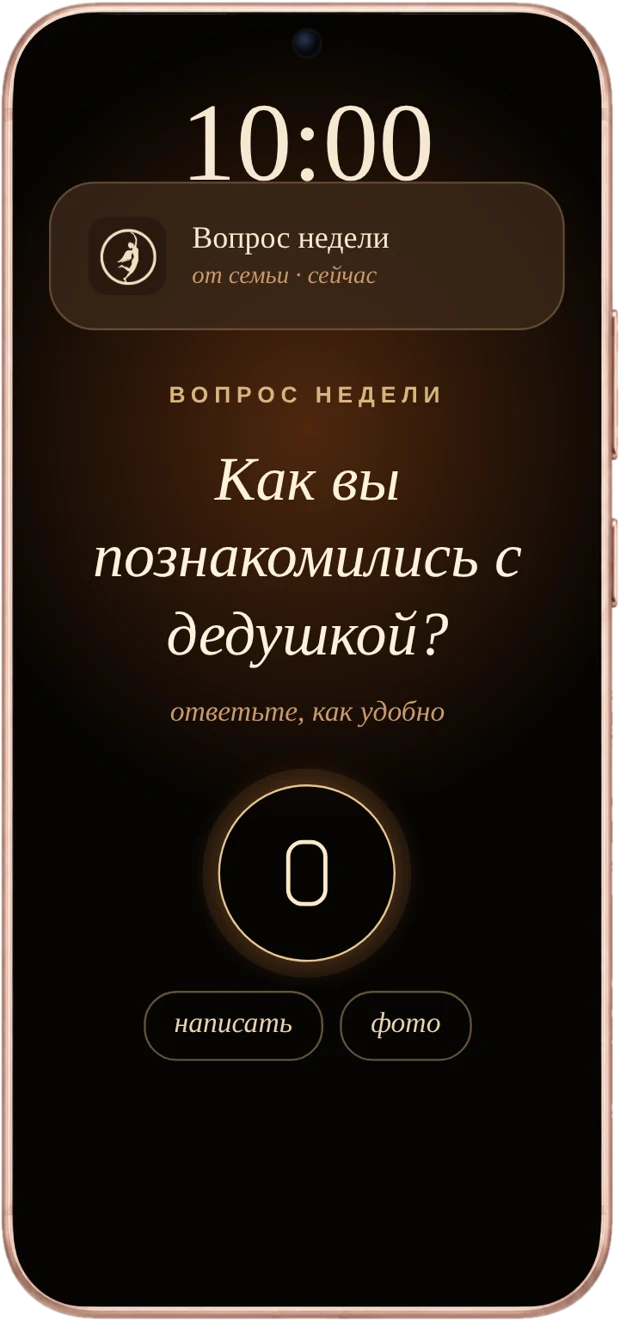 10:00
Вопрос недели
от семьи · сейчас
ВОПРОС НЕДЕЛИ
Как вы
познакомились с
дедушкой?
ответьте, как удобно
написать
фото